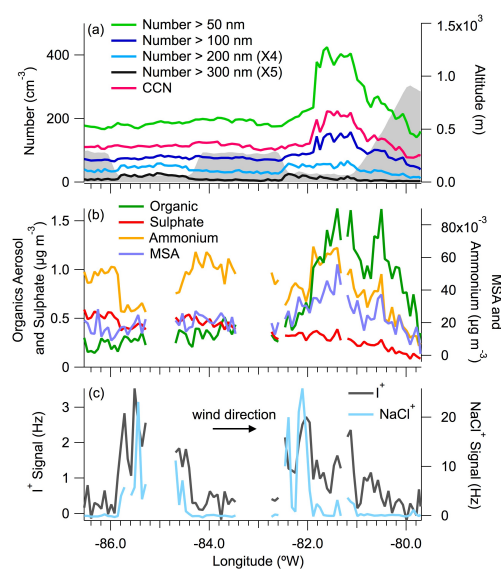 (a)
Number > 50 nm
Number > 100 nm
Number > 200 nm (X4)
Number > 300 nm (X5)
CCN
400
200
0
Number (cm⁻³)
1.5x10³
1.0
0.5
0.0
Altitude (m)
(b)
Organic
Sulphate
Ammonium
MSA
1.5
1.0
0.5
0
Organics Aerosol
and Sulphate (µg m⁻³)
80x10⁻³
60
40
20
0
MSA and
Ammonium (µg m⁻³)
(c)
I⁺
NaCl⁺
wind direction
3
2
1
0
I⁺ Signal (Hz)
20
10
0
NaCl⁺ Signal (Hz)
-86.0 -84.0 -82.0 -80.0
Longitude (ºW)